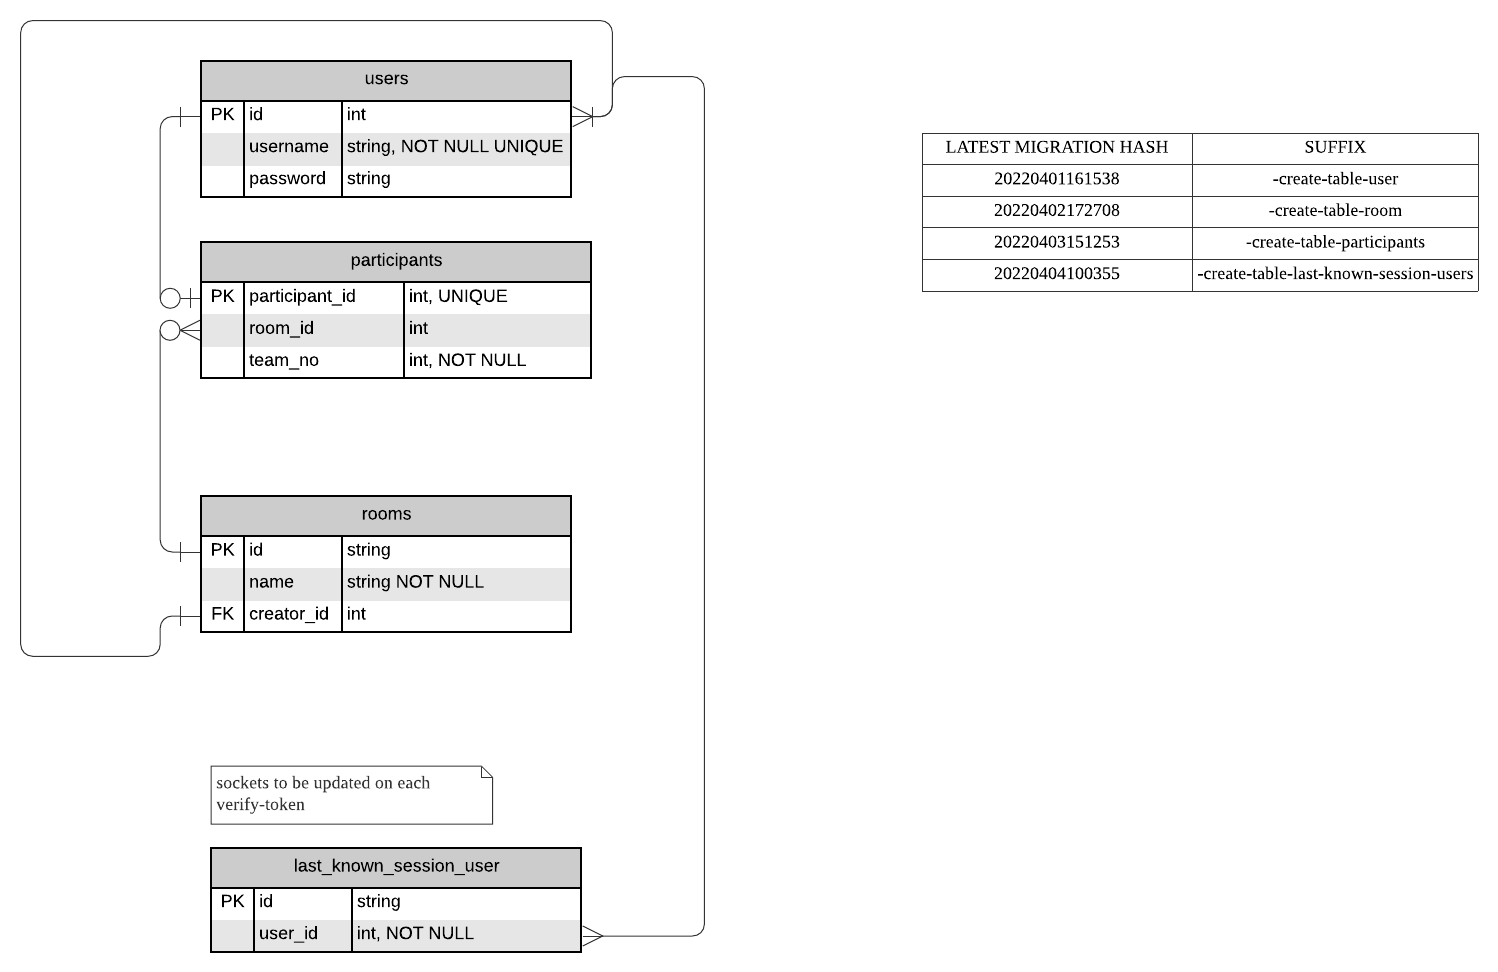 users
PK id int
username string, NOT NULL UNIQUE
password string
participants
PK participant_id int, UNIQUE
room_id int
team_no int, NOT NULL
rooms
PK id string
name string NOT NULL
FK creator_id int
sockets to be updated on each
verify-token
last_known_session_user
PK id string
user_id int, NOT NULL
LATEST MIGRATION HASH SUFFIX
20220401161538 -create-table-user
20220402172708 -create-table-room
20220403151253 -create-table-participants
20220404100355 -create-table-last-known-session-users